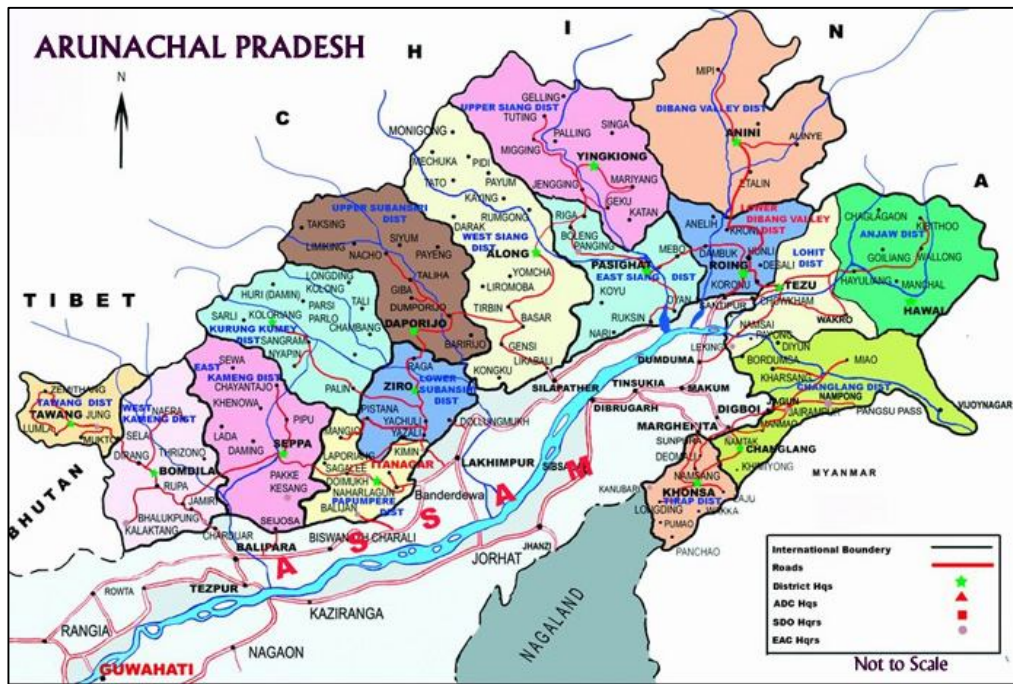 ARUNACHAL PRADESH
N
C
H
I
N
A
TIBET
BHUTAN
MYANMAR
NAGALAND
ASSAM
UPPER SIANG DIST
GELLING
TUTING
PALLING
SINGA
MIGGING
YINGKIONG
JENGGING
MARIYANG
GEKU
KATAN
DIBANG VALLEY DIST
MIPI
ANINI
ALINYE
ETALIN
LOWER
DIBANG VALLEY
DIST
ANELIH
HUNLI
DAMBUK
DESALI
ROING
KORONU
SANTPUR
LOHIT
DIST
TEZU
CHOWKHAM
WAKRO
NAMSAI
LEKING
ANJAW DIST
CHAGLAGAON
KIBITHOO
GOILIANG
WALLONG
HAYULIANG
MANCHAL
HAWAI
MONIGONG
MECHUKA
PIDI
TATO
PAYUM
KAYING
RUMGONG
DARAK
WEST SIANG
DIST
ALONG
YOMCHA
LIROMOBA
TIRBIN
BASAR
GENSI
LIKABALI
KONGKU
RIGA
BOLENG
PANGING
MEBO
PASIGHAT
EAST SIANG DIST
KOYU
OYAN
RUKSIN
NARI
UPPER SUBANSIRI
DIST
TAKSING
LIMIKING
SIYUM
NACHO
PAYENG
TALIHA
GIBA
DUMPORIJO
DAPORIJO
BARIRIJO
LONGDING
KOLONG
HURI (DAMIN)
PARSI
PARLO
TALI
SARLI
KOLORIANG
CHAMBANG
KURUNG KUMEY
DIST
SANGRAM
NYAPIN
PALIN
RAGA
ZIRO
LOWER
SUBANSIRI
DIST
PISTANA
YACHULI
YAZALI
DOLLUNGMUKH
EAST
KAMENG DIST
SEWA
CHAYANTAJO
KHENOWA
PIPU
LADA
SEPPA
DAMING
PAKKE
KESANG
SEIJOSA
ZEMITHANG
TAWANG DIST
TAWANG
JUNG
LUMLA
MUKTO
WEST
KAMENG DIST
NAFRA
SELA
DIRANG
THRIZONO
BOMDILA
RUPA
JAMIRI
BHALUKPUNG
KALAKTANG
MANGIO
LAPORIANG
SAGALEE
KIMIN
ITANAGAR
DOIMUKH
NAHARLAGUN
BALIJAN
PAPUMPERE
DIST
Banderdewa
PAYONG
DIYUN
BORDUMSA
MIAO
KHARSANG
CHANGLANG DIST
JAGUN
NAMPONG
JAIRAMPUR
PANGSU PASS
VIJOYNAGAR
MANMAO
NAMTAK
CHANGLANG
KHIMIYONG
SUNPURA
DEOMALI
NAMSANG
KANUBARI
KHONSA
LAJU
LONGDING
TIRAP DIST
WAKKA
PUMAO
PANCHAO
SILAPATHER
DUMDUMA
TINSUKIA
MAKUM
DIBRUGARH
DIGBOI
MARGHERITA
LAKHIMPUR
JHANZI
JORHAT
BISWANATH CHARALI
CHARDUAR
BALIPARA
TEZPUR
ROWTA
RANGIA
KAZIRANGA
NAGAON
GUWAHATI
International Boundary
Roads
District Hqs
ADC Hqs
SDO Hqrs
EAC Hqrs
Not to Scale